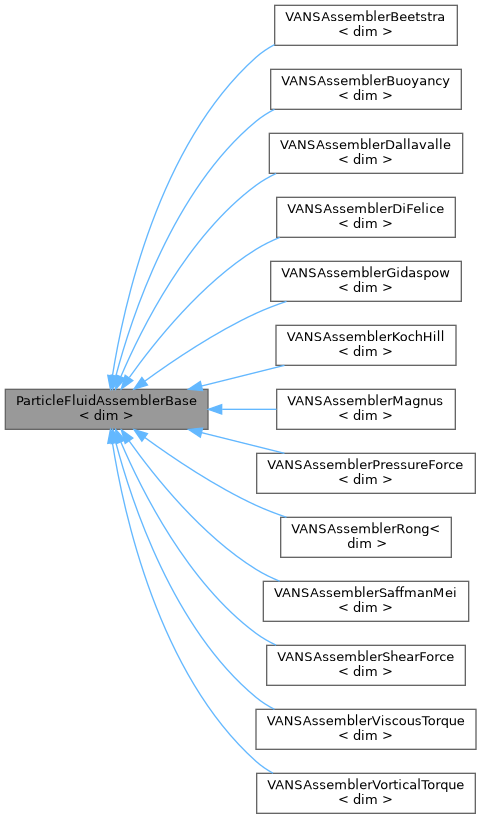 VANSAssemblerBeetstra
< dim >
VANSAssemblerBuoyancy
< dim >
VANSAssemblerDallavalle
< dim >
VANSAssemblerDiFelice
< dim >
VANSAssemblerGidaspow
< dim >
VANSAssemblerKochHill
< dim >
ParticleFluidAssemblerBase
< dim >
VANSAssemblerMagnus
< dim >
VANSAssemblerPressureForce
< dim >
VANSAssemblerRong<
dim >
VANSAssemblerSaffmanMei
< dim >
VANSAssemblerShearForce
< dim >
VANSAssemblerViscousTorque
< dim >
VANSAssemblerVorticalTorque
< dim >